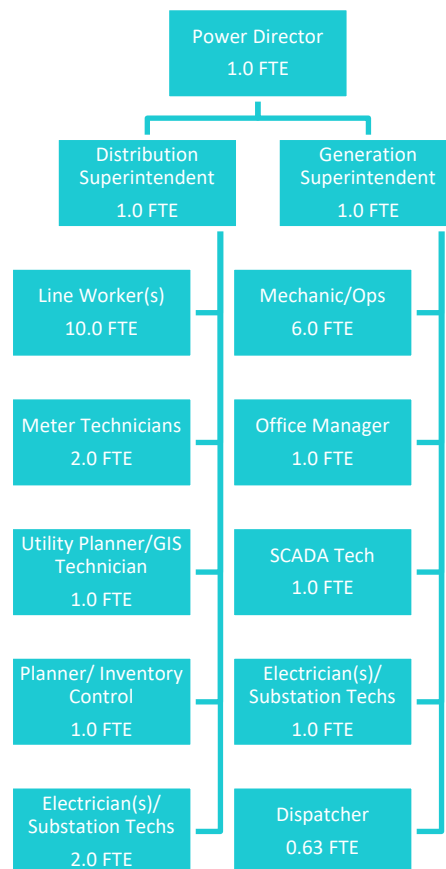 Power Director
1.0 FTE
Distribution
Superintendent
1.0 FTE
Generation
Superintendent
1.0 FTE
Line Worker(s)
10.0 FTE
Mechanic/Ops
6.0 FTE
Meter Technicians
2.0 FTE
Office Manager
1.0 FTE
Utility Planner/GIS
Technician
1.0 FTE
SCADA Tech
1.0 FTE
Planner/ Inventory
Control
1.0 FTE
Electrician(s)/
Substation Techs
1.0 FTE
Electrician(s)/
Substation Techs
2.0 FTE
Dispatcher
0.63 FTE